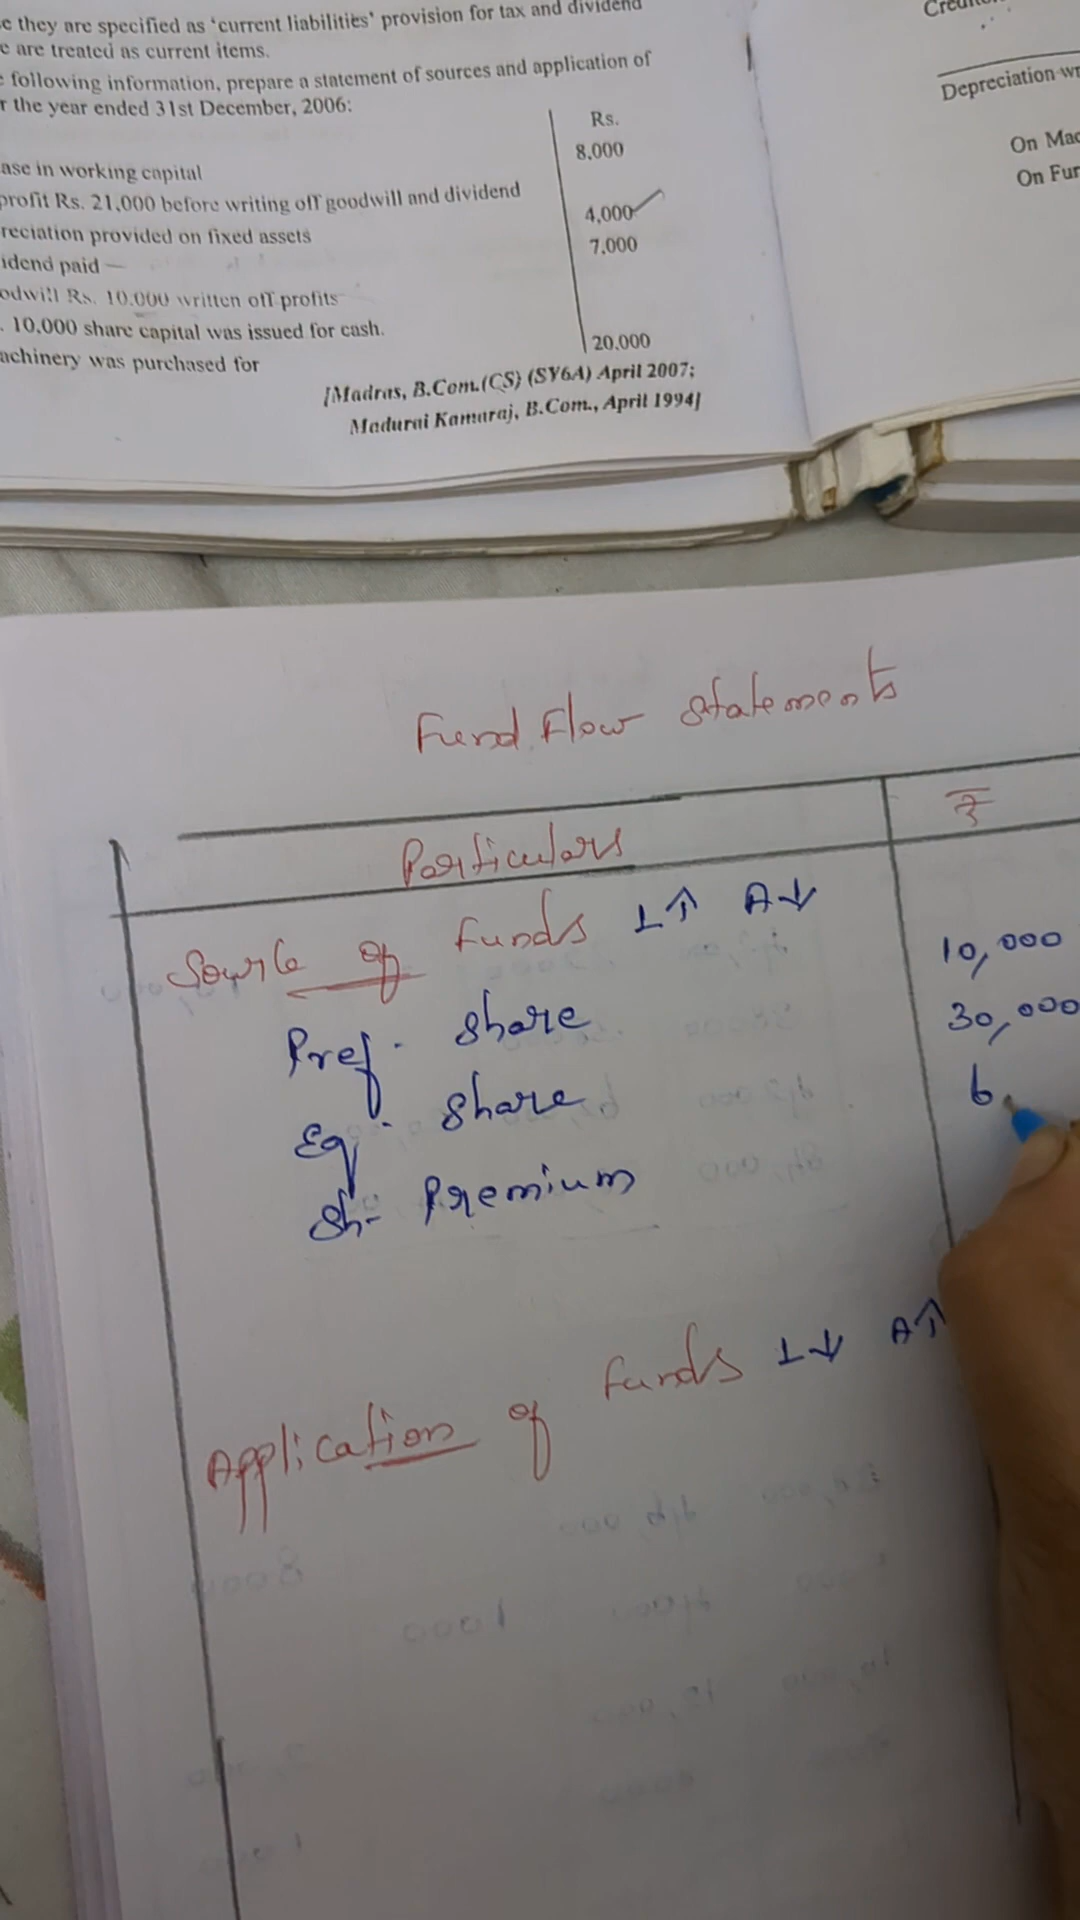 they are specified as 'current liabilities' provision for tax and dividend
are treated as current items.
following information, prepare a statement of sources and application of
the year ended 31st December, 2006:
Rs.
ase in working capital 8,000
profit Rs. 21,000 before writing off goodwill and dividend
reciation provided on fixed assets 4,000
idend paid — 7,000
odwill Rs. 10,000 written off profits
10,000 share capital was issued for cash.
achinery was purchased for 20,000
[Madras, B.Com.(CS) (SY6A) April 2007;
Madurai Kamaraj, B.Com., April 1994]
Depreciation wr
On Mac
On Fur
Fund Flow Statements
Particulars ₹
Source of funds L↑ A↓
Pref. Share 10,000
Eq. Share 30,000
Sh- Premium 6
Application of funds L↓ A↑